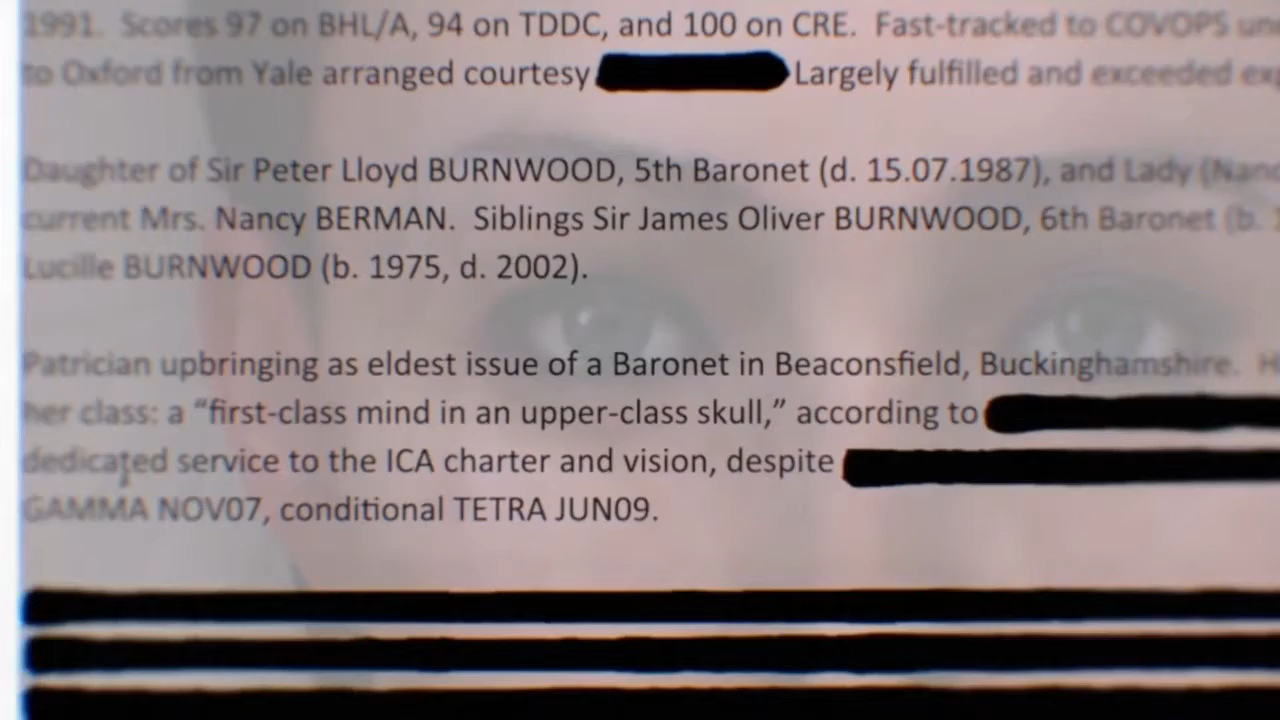 1991. Scores 97 on BHL/A, 94 on TDDC, and 100 on CRE. Fast-tracked to COVOPS
to Oxford from Yale arranged courtesy Largely fulfilled and exceeded
Daughter of Sir Peter Lloyd BURNWOOD, 5th Baronet (d. 15.07.1987), and Lady
current Mrs. Nancy BERMAN. Siblings Sir James Oliver BURNWOOD, 6th Baronet (b.
Lucille BURNWOOD (b. 1975, d. 2002).
Patrician upbringing as eldest issue of a Baronet in Beaconsfield, Buckinghamshire.
her class: a “first-class mind in an upper-class skull,” according to
dedicated service to the ICA charter and vision, despite
GAMMA NOV07, conditional TETRA JUN09.